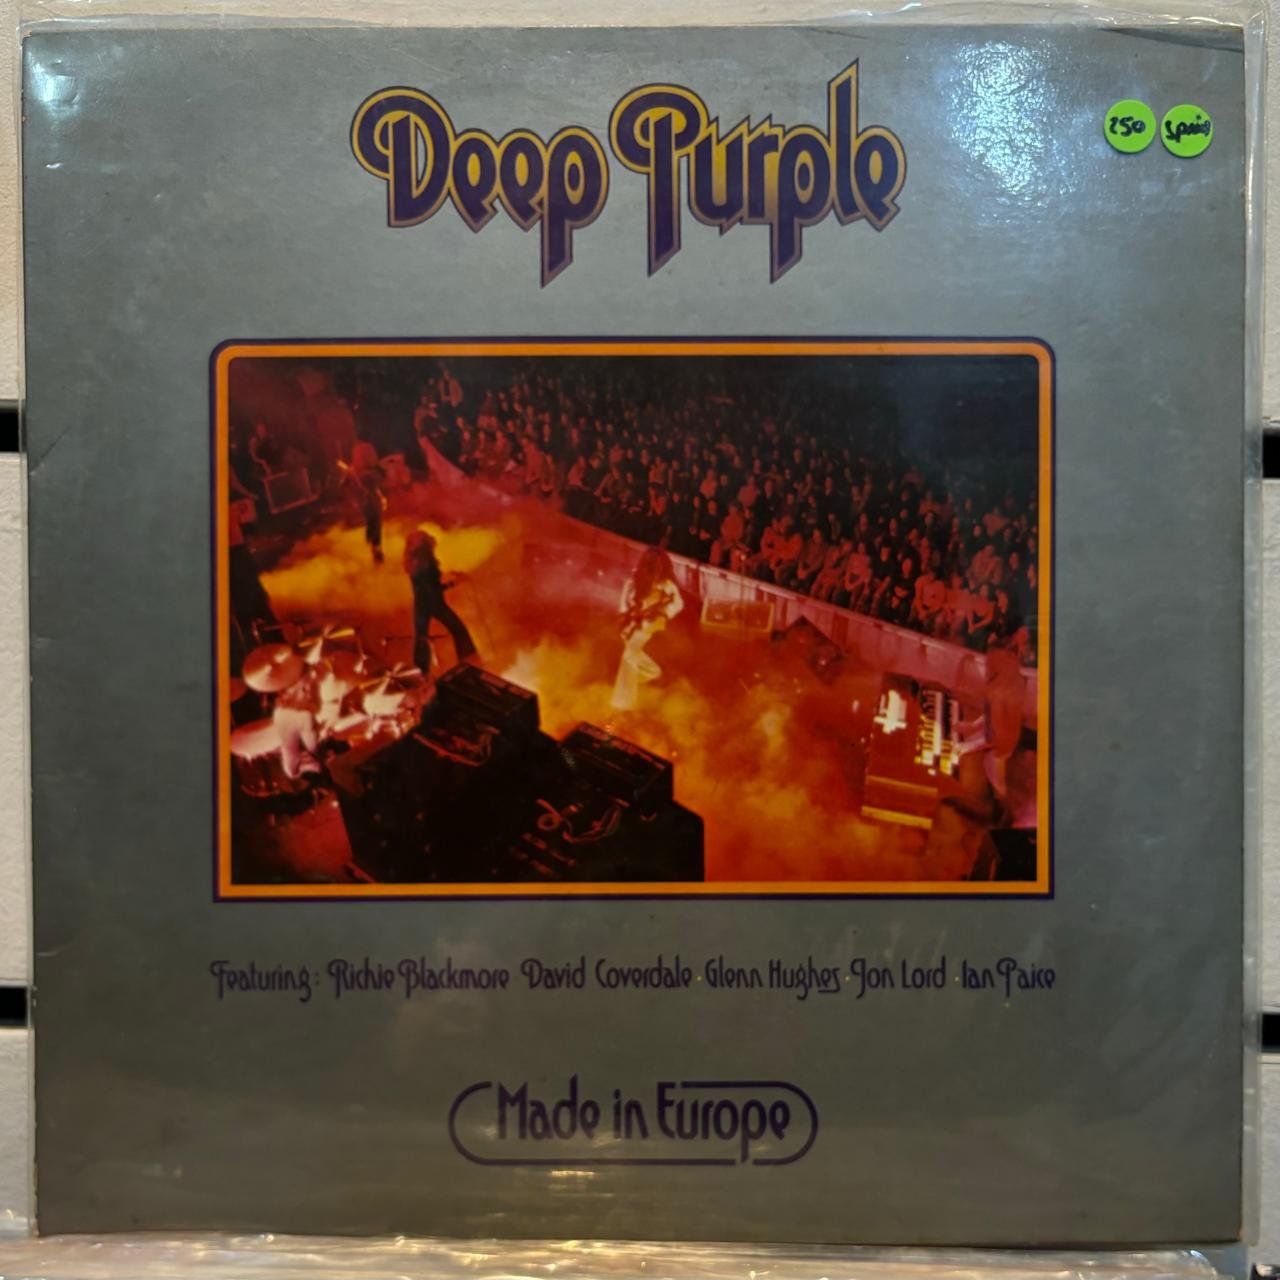 Deep Purple
250
Spain
Featuring: Richie Blackmore David Coverdale · Glenn Hughes · Jon Lord · Ian Paice
Made in Europe